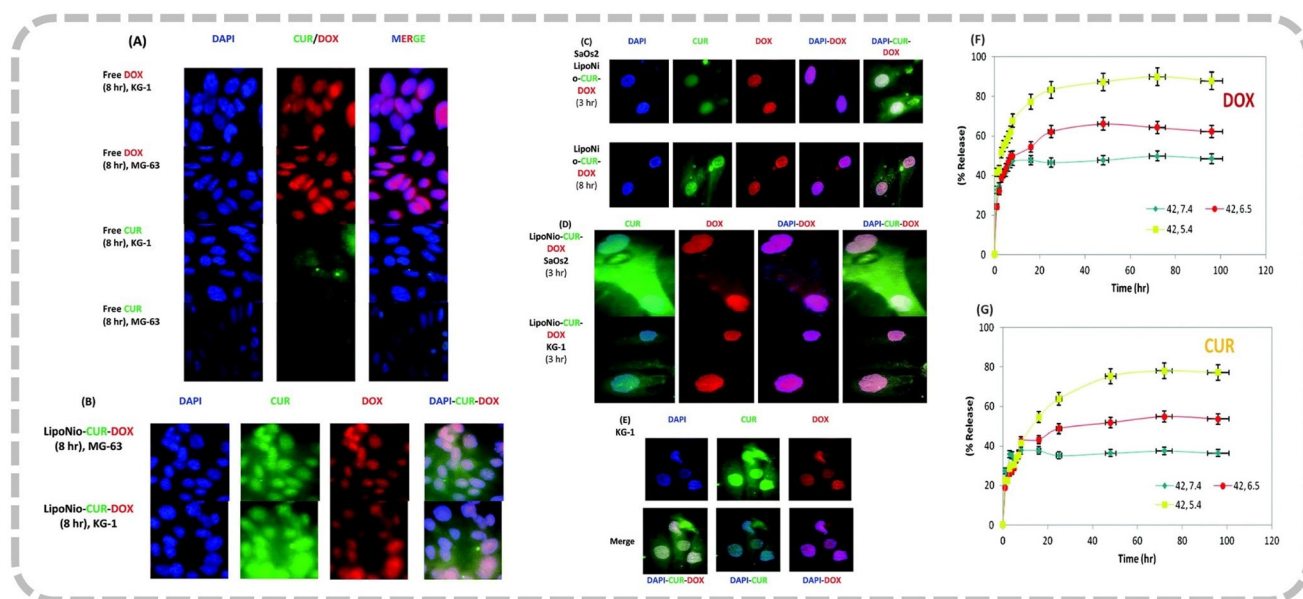 (A)
DAPI CUR/DOX MERGE
Free DOX
(8 hr), KG-1
Free DOX
(8 hr), MG-63
Free CUR
(8 hr), KG-1
Free CUR
(8 hr), MG-63
(B)
DAPI CUR DOX DAPI-CUR-DOX
LipoNio-CUR-DOX
(8 hr), MG-63
LipoNio-CUR-DOX
(8 hr), KG-1
(C)
DAPI CUR DOX DAPI-DOX DAPI-CUR-
DOX
SaOs2
LipoNi
o-CUR-
DOX
(3 hr)
LipoNi
o-CUR-
DOX
(8 hr)
(D)
CUR DOX DAPI-DOX DAPI-CUR-DOX
LipoNio-CUR-
DOX
SaOs2
(3 hr)
LipoNio-CUR-
DOX
KG-1
(3 hr)
(E)
KG-1
DAPI CUR DOX
Merge
DAPI-CUR-DOX DAPI-CUR DAPI-DOX
(F)
DOX
(% Release)
100
90
80
70
60
50
40
30
20
10
0
0 20 40 60 80 100 120
Time (hr)
42,7.4 42,6.5
42,5.4
(G)
CUR
(% Release)
100
80
60
40
20
0
0 20 40 60 80 100 120
Time (hr)
42,7.4 42,6.5
42,5.4